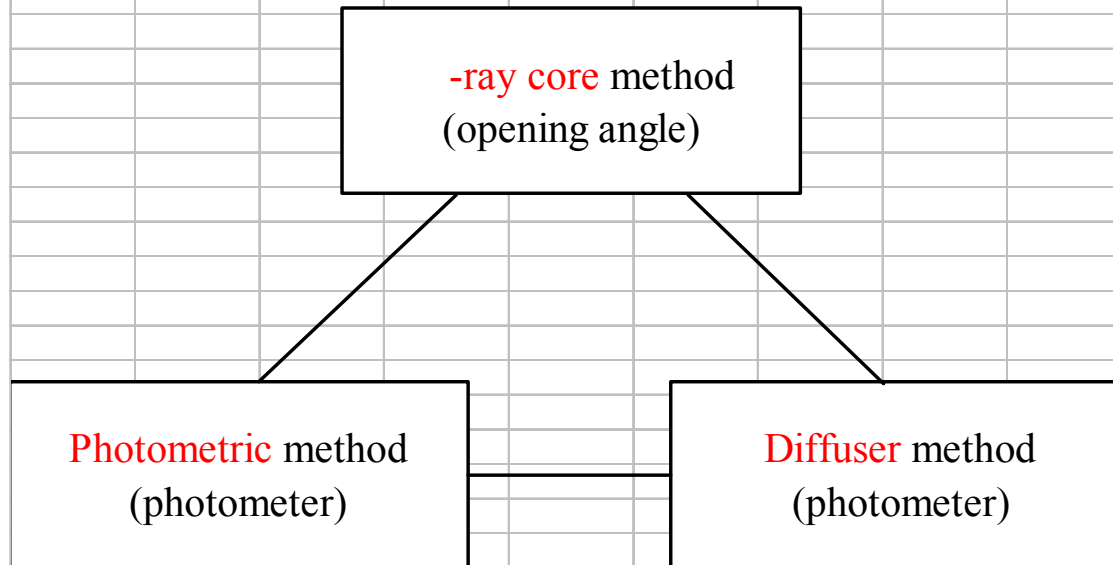 -ray core method
(opening angle)
Photometric method
(photometer)
Diffuser method
(photometer)